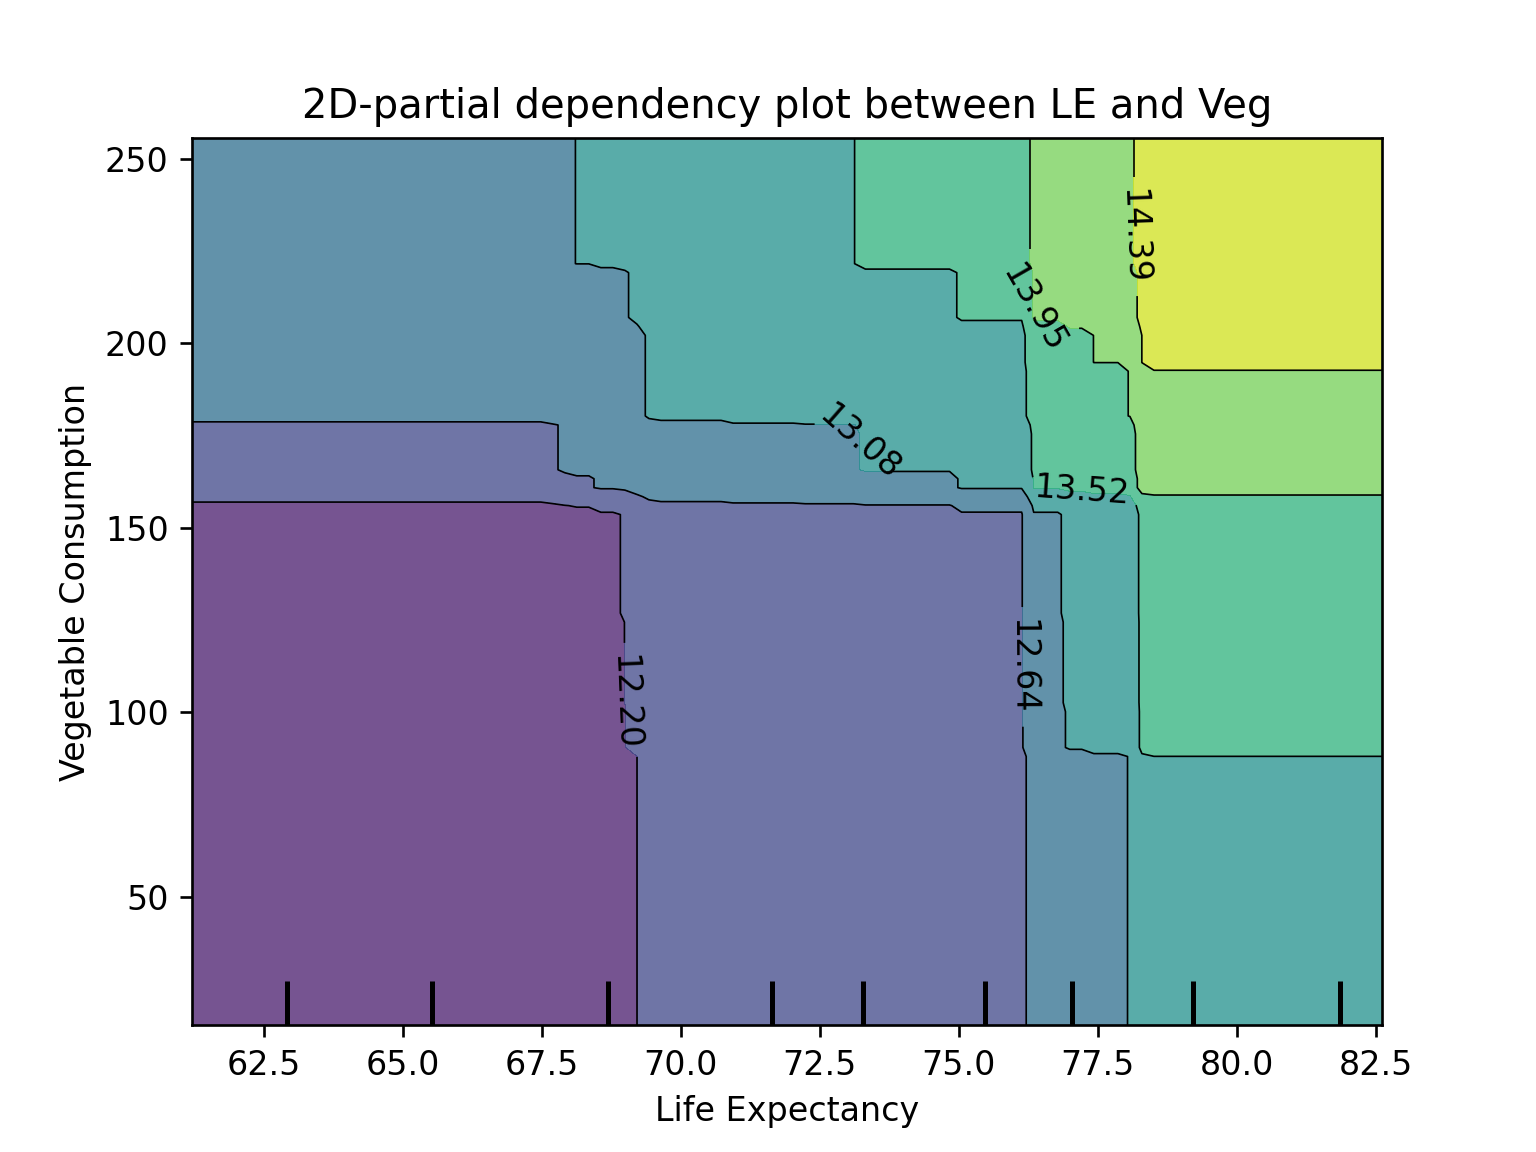 2D-partial dependency plot between LE and Veg
250
200
150
100
50
Vegetable Consumption
14.39
13.95
13.08
13.52
12.64
12.20
62.5 65.0 67.5 70.0 72.5 75.0 77.5 80.0 82.5
Life Expectancy